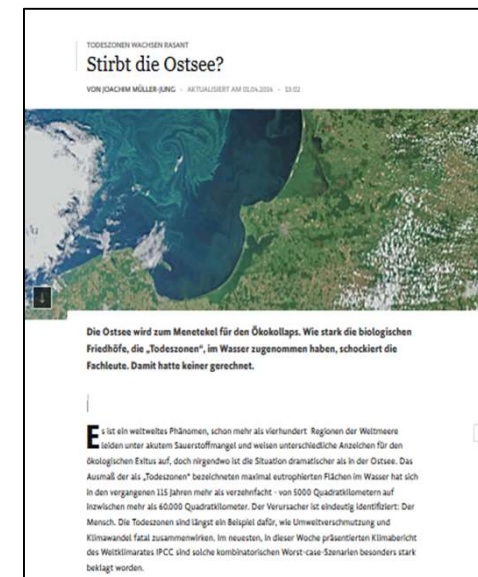 TODESZONEN WACHSEN RASANT
Stirbt die Ostsee?
VON JOACHIM MÜLLER-JUNG - AKTUALISIERT AM 01.04.2014 - 13:02
Die Ostsee wird zum Menetekel für den Ökokollaps. Wie stark die biologischen
Friedhöfe, die „Todeszonen“, im Wasser zugenommen haben, schockiert die
Fachleute. Damit hatte keiner gerechnet.
Es ist ein weltweites Phänomen, schon mehr als vierhundert Regionen der Weltmeere
leiden unter akutem Sauerstoffmangel und weisen unterschiedliche Anzeichen für den
ökologischen Exitus auf, doch nirgendwo ist die Situation dramatischer als in der Ostsee. Das
Ausmaß der als „Todeszonen“ bezeichneten maximal eutrophierten Flächen im Wasser hat sich
in den vergangenen 115 Jahren mehr als verzehnfacht - von 5000 Quadratkilometern auf
inzwischen mehr als 60.000 Quadratkilometer. Der Verursacher ist eindeutig identifiziert: Der
Mensch. Die Todeszonen sind längst ein Beispiel dafür, wie Umweltverschmutzung und
Klimawandel fatal zusammenwirken. Im neuesten, in dieser Woche präsentierten Klimabericht
des Weltklimarates IPCC sind solche kombinatorischen Worst-case-Szenarien besonders stark
beklagt worden.